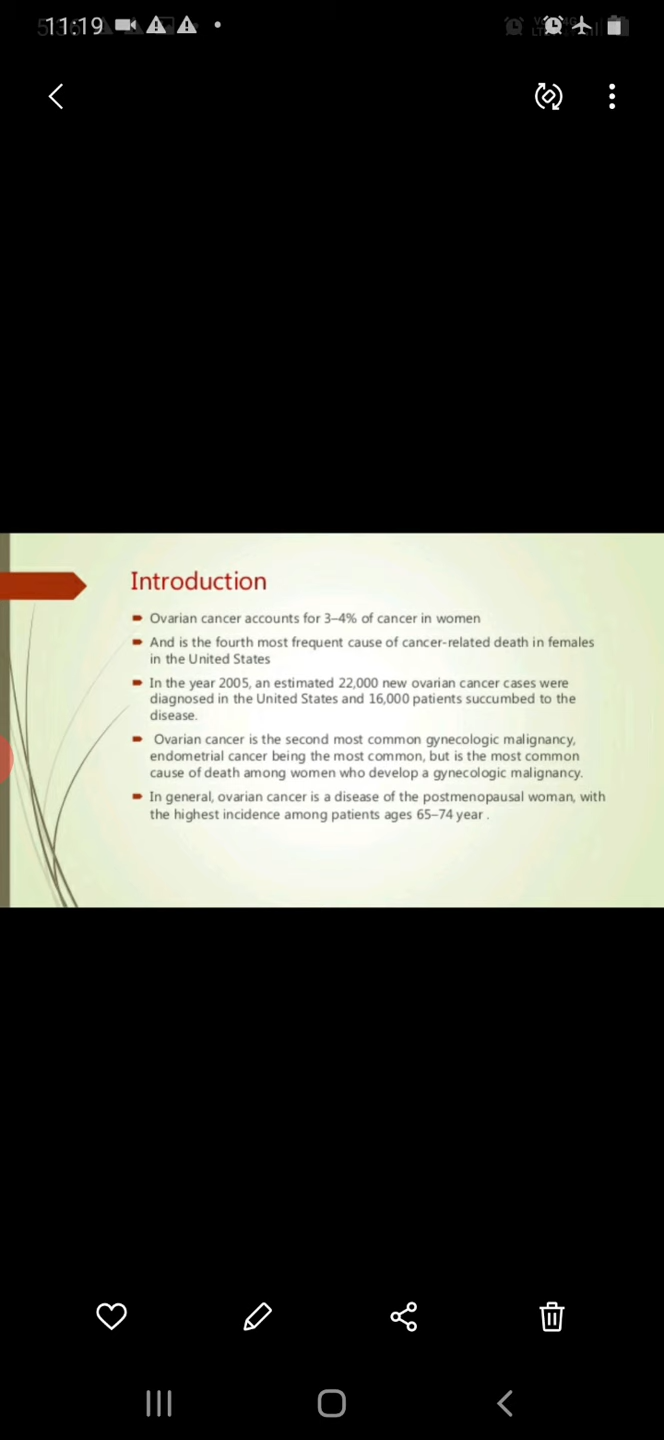 11:19
Introduction
Ovarian cancer accounts for 3–4% of cancer in women
And is the fourth most frequent cause of cancer-related death in females
in the United States
In the year 2005, an estimated 22,000 new ovarian cancer cases were
diagnosed in the United States and 16,000 patients succumbed to the
disease.
Ovarian cancer is the second most common gynecologic malignancy,
endometrial cancer being the most common, but is the most common
cause of death among women who develop a gynecologic malignancy.
In general, ovarian cancer is a disease of the postmenopausal woman, with
the highest incidence among patients ages 65–74 year .